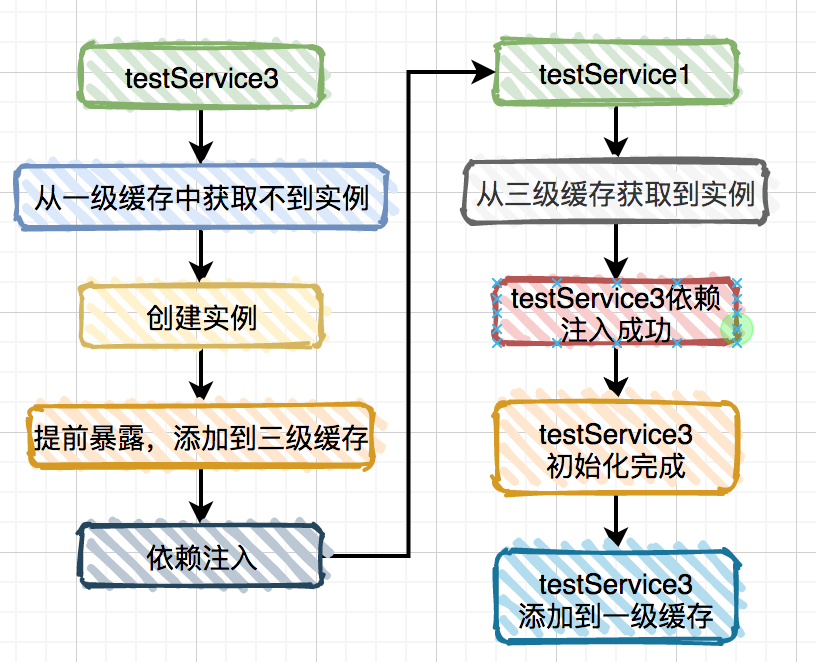 testService3
从一级缓存中获取不到实例
创建实例
提前暴露，添加到三级缓存
依赖注入
testService1
从三级缓存获取到实例
testService3依赖
注入成功
testService3
初始化完成
testService3
添加到一级缓存